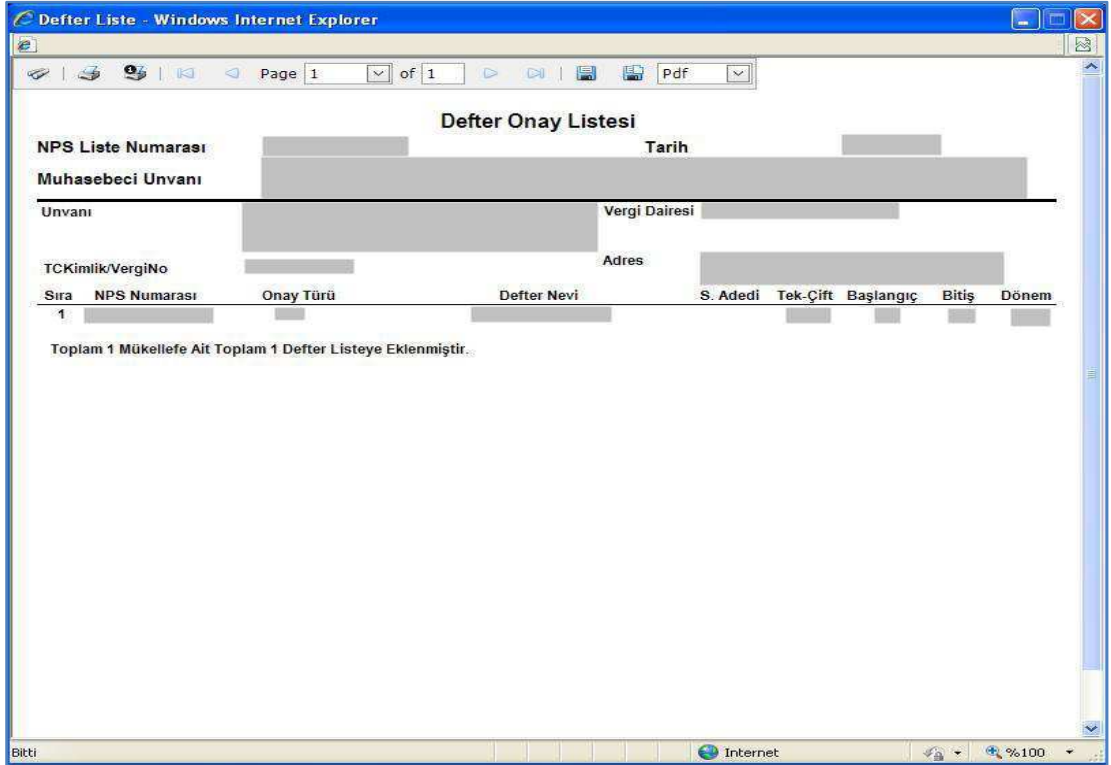 Defter Liste - Windows Internet Explorer
Page 1 of 1 Pdf
Defter Onay Listesi
NPS Liste Numarası Tarih
Muhasebeci Unvanı
Unvanı Vergi Dairesi
TCKimlik/VergiNo Adres
Sıra NPS Numarası Onay Türü Defter Nevi S. Adedi Tek-Çift Başlangıç Bitiş Dönem
1
Toplam 1 Mükellefe Ait Toplam 1 Defter Listeye Eklenmiştir.
Bitti Internet %100